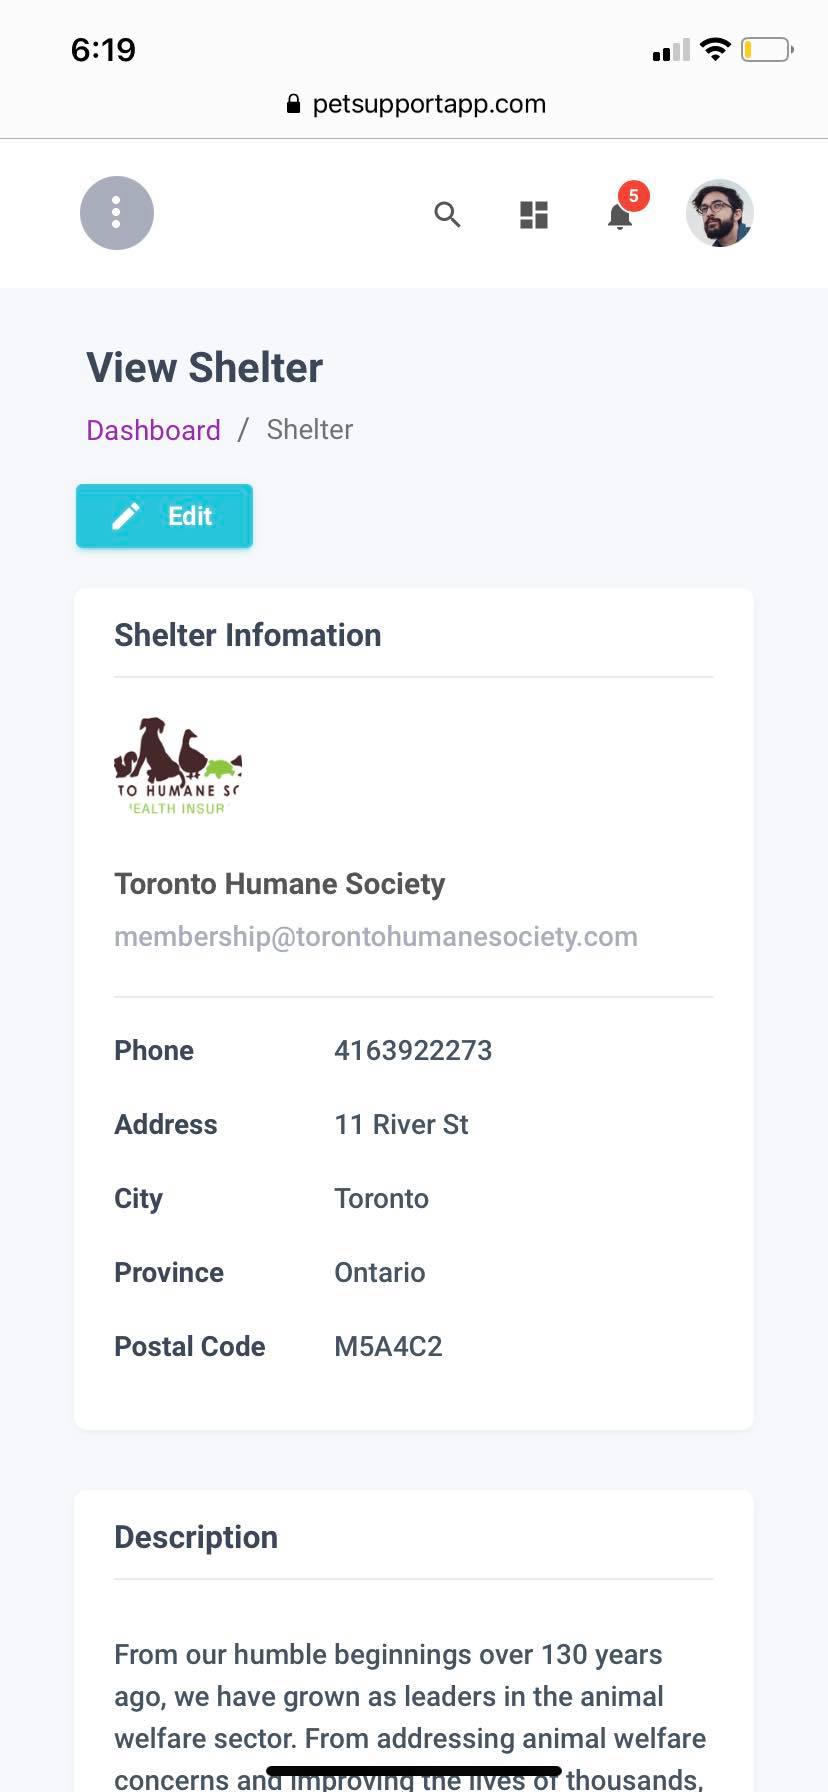 6:19
petsupportapp.com
5
View Shelter
Dashboard / Shelter
Edit
Shelter Infomation
TO HUMANE SO
HEALTH INSUR
Toronto Humane Society
membership@torontohumanesociety.com
Phone 4163922273
Address 11 River St
City Toronto
Province Ontario
Postal Code M5A4C2
Description
From our humble beginnings over 130 years
ago, we have grown as leaders in the animal
welfare sector. From addressing animal welfare
concerns and improving the lives of thousands,